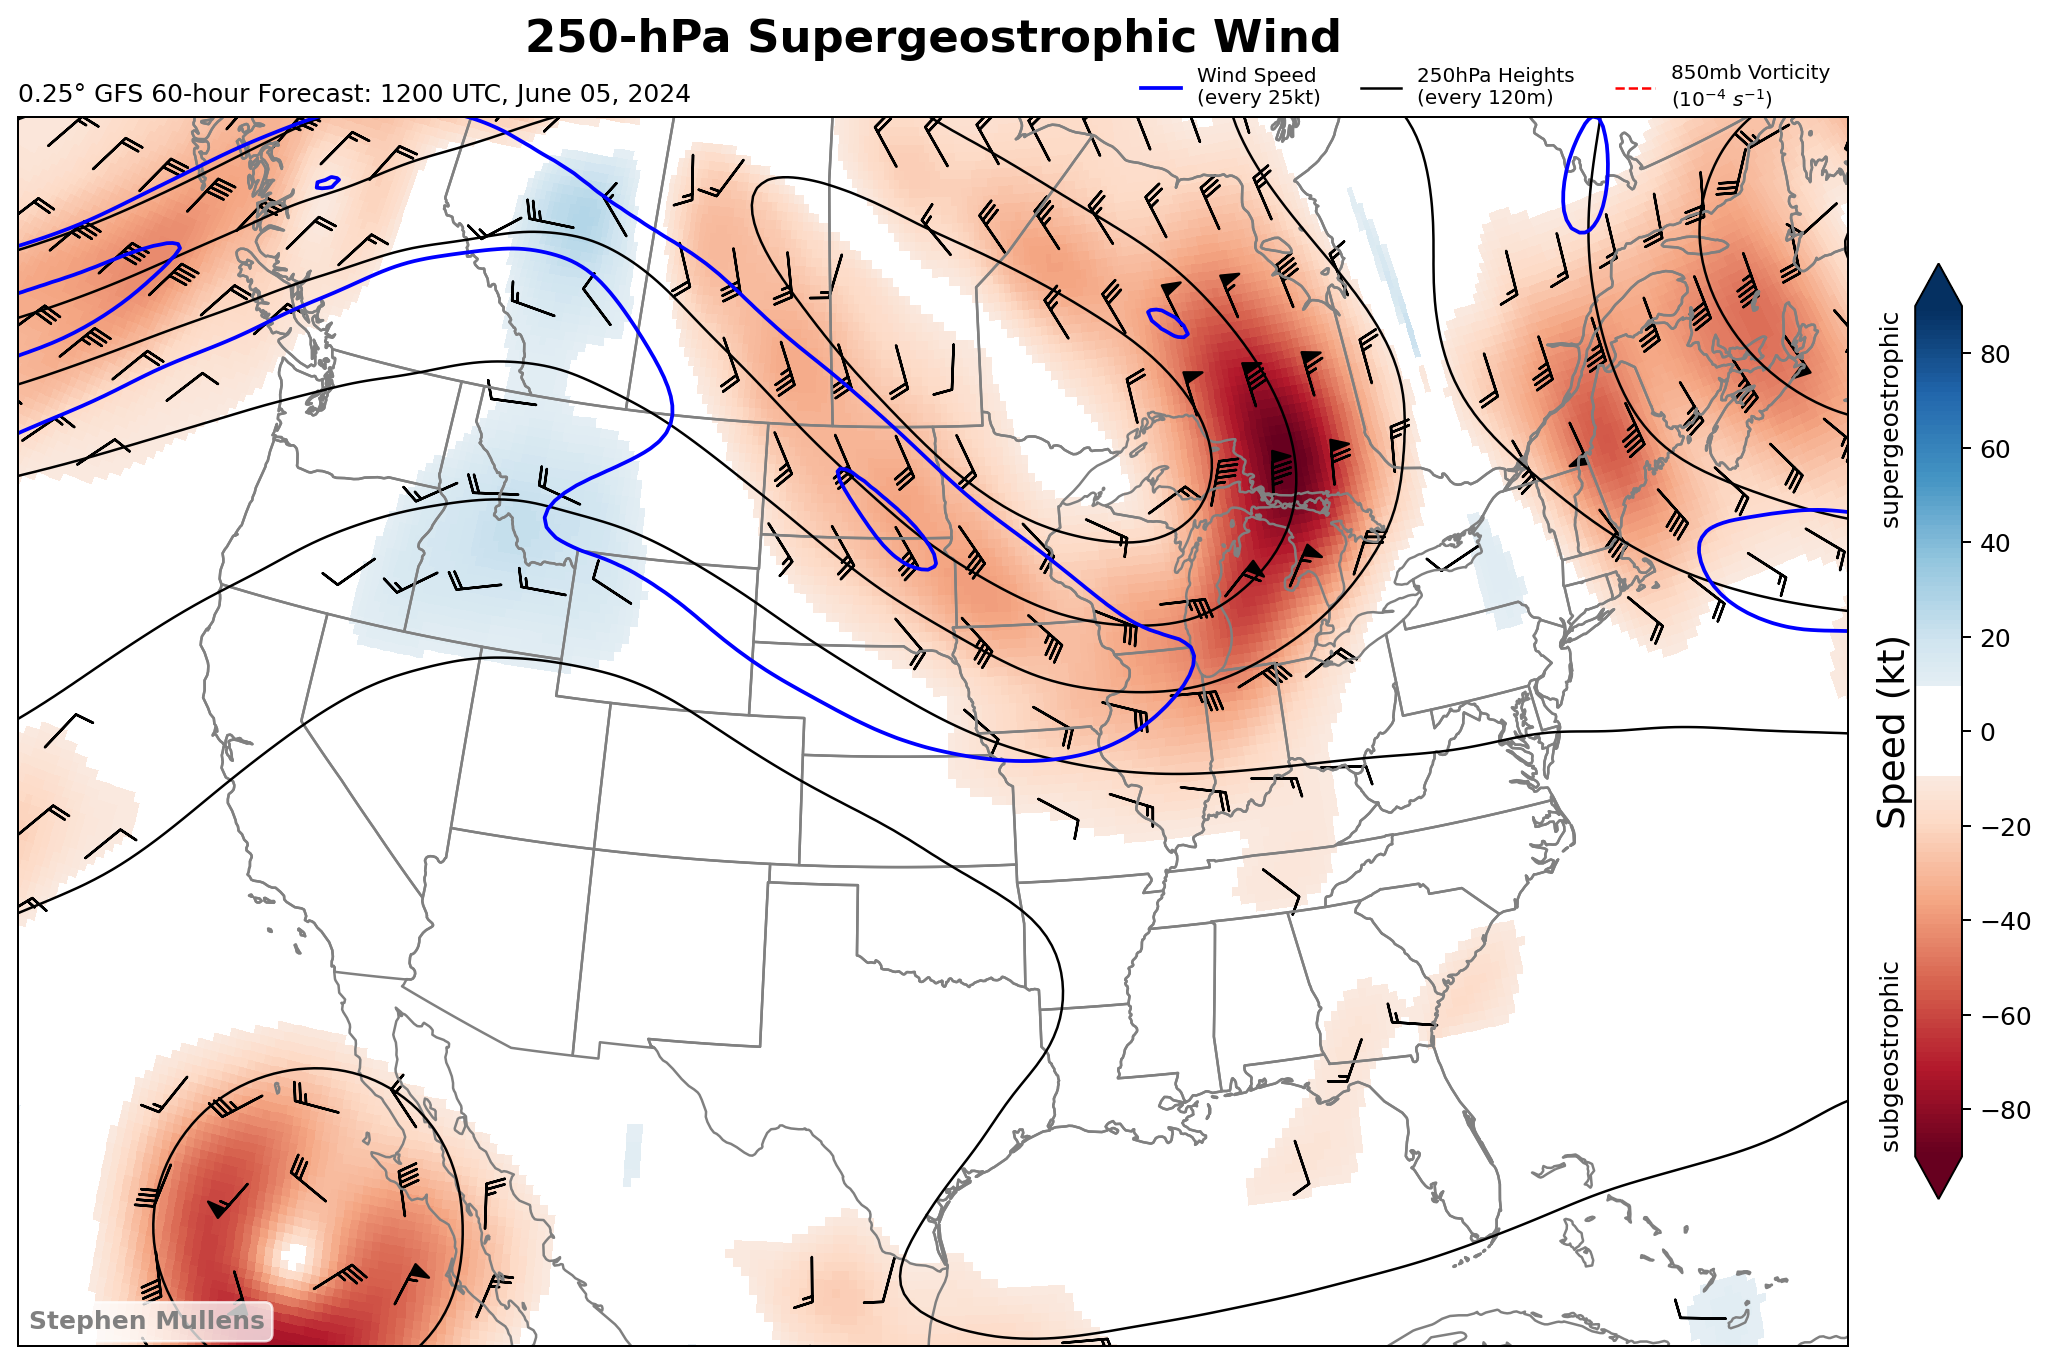 250-hPa Supergeostrophic Wind
0.25° GFS 60-hour Forecast: 1200 UTC, June 05, 2024
Wind Speed
(every 25kt)
250hPa Heights
(every 120m)
850mb Vorticity
(10⁻⁴ s⁻¹)
supergeostrophic
Speed (kt)
subgeostrophic
80
60
40
20
0
−20
−40
−60
−80
Stephen Mullens